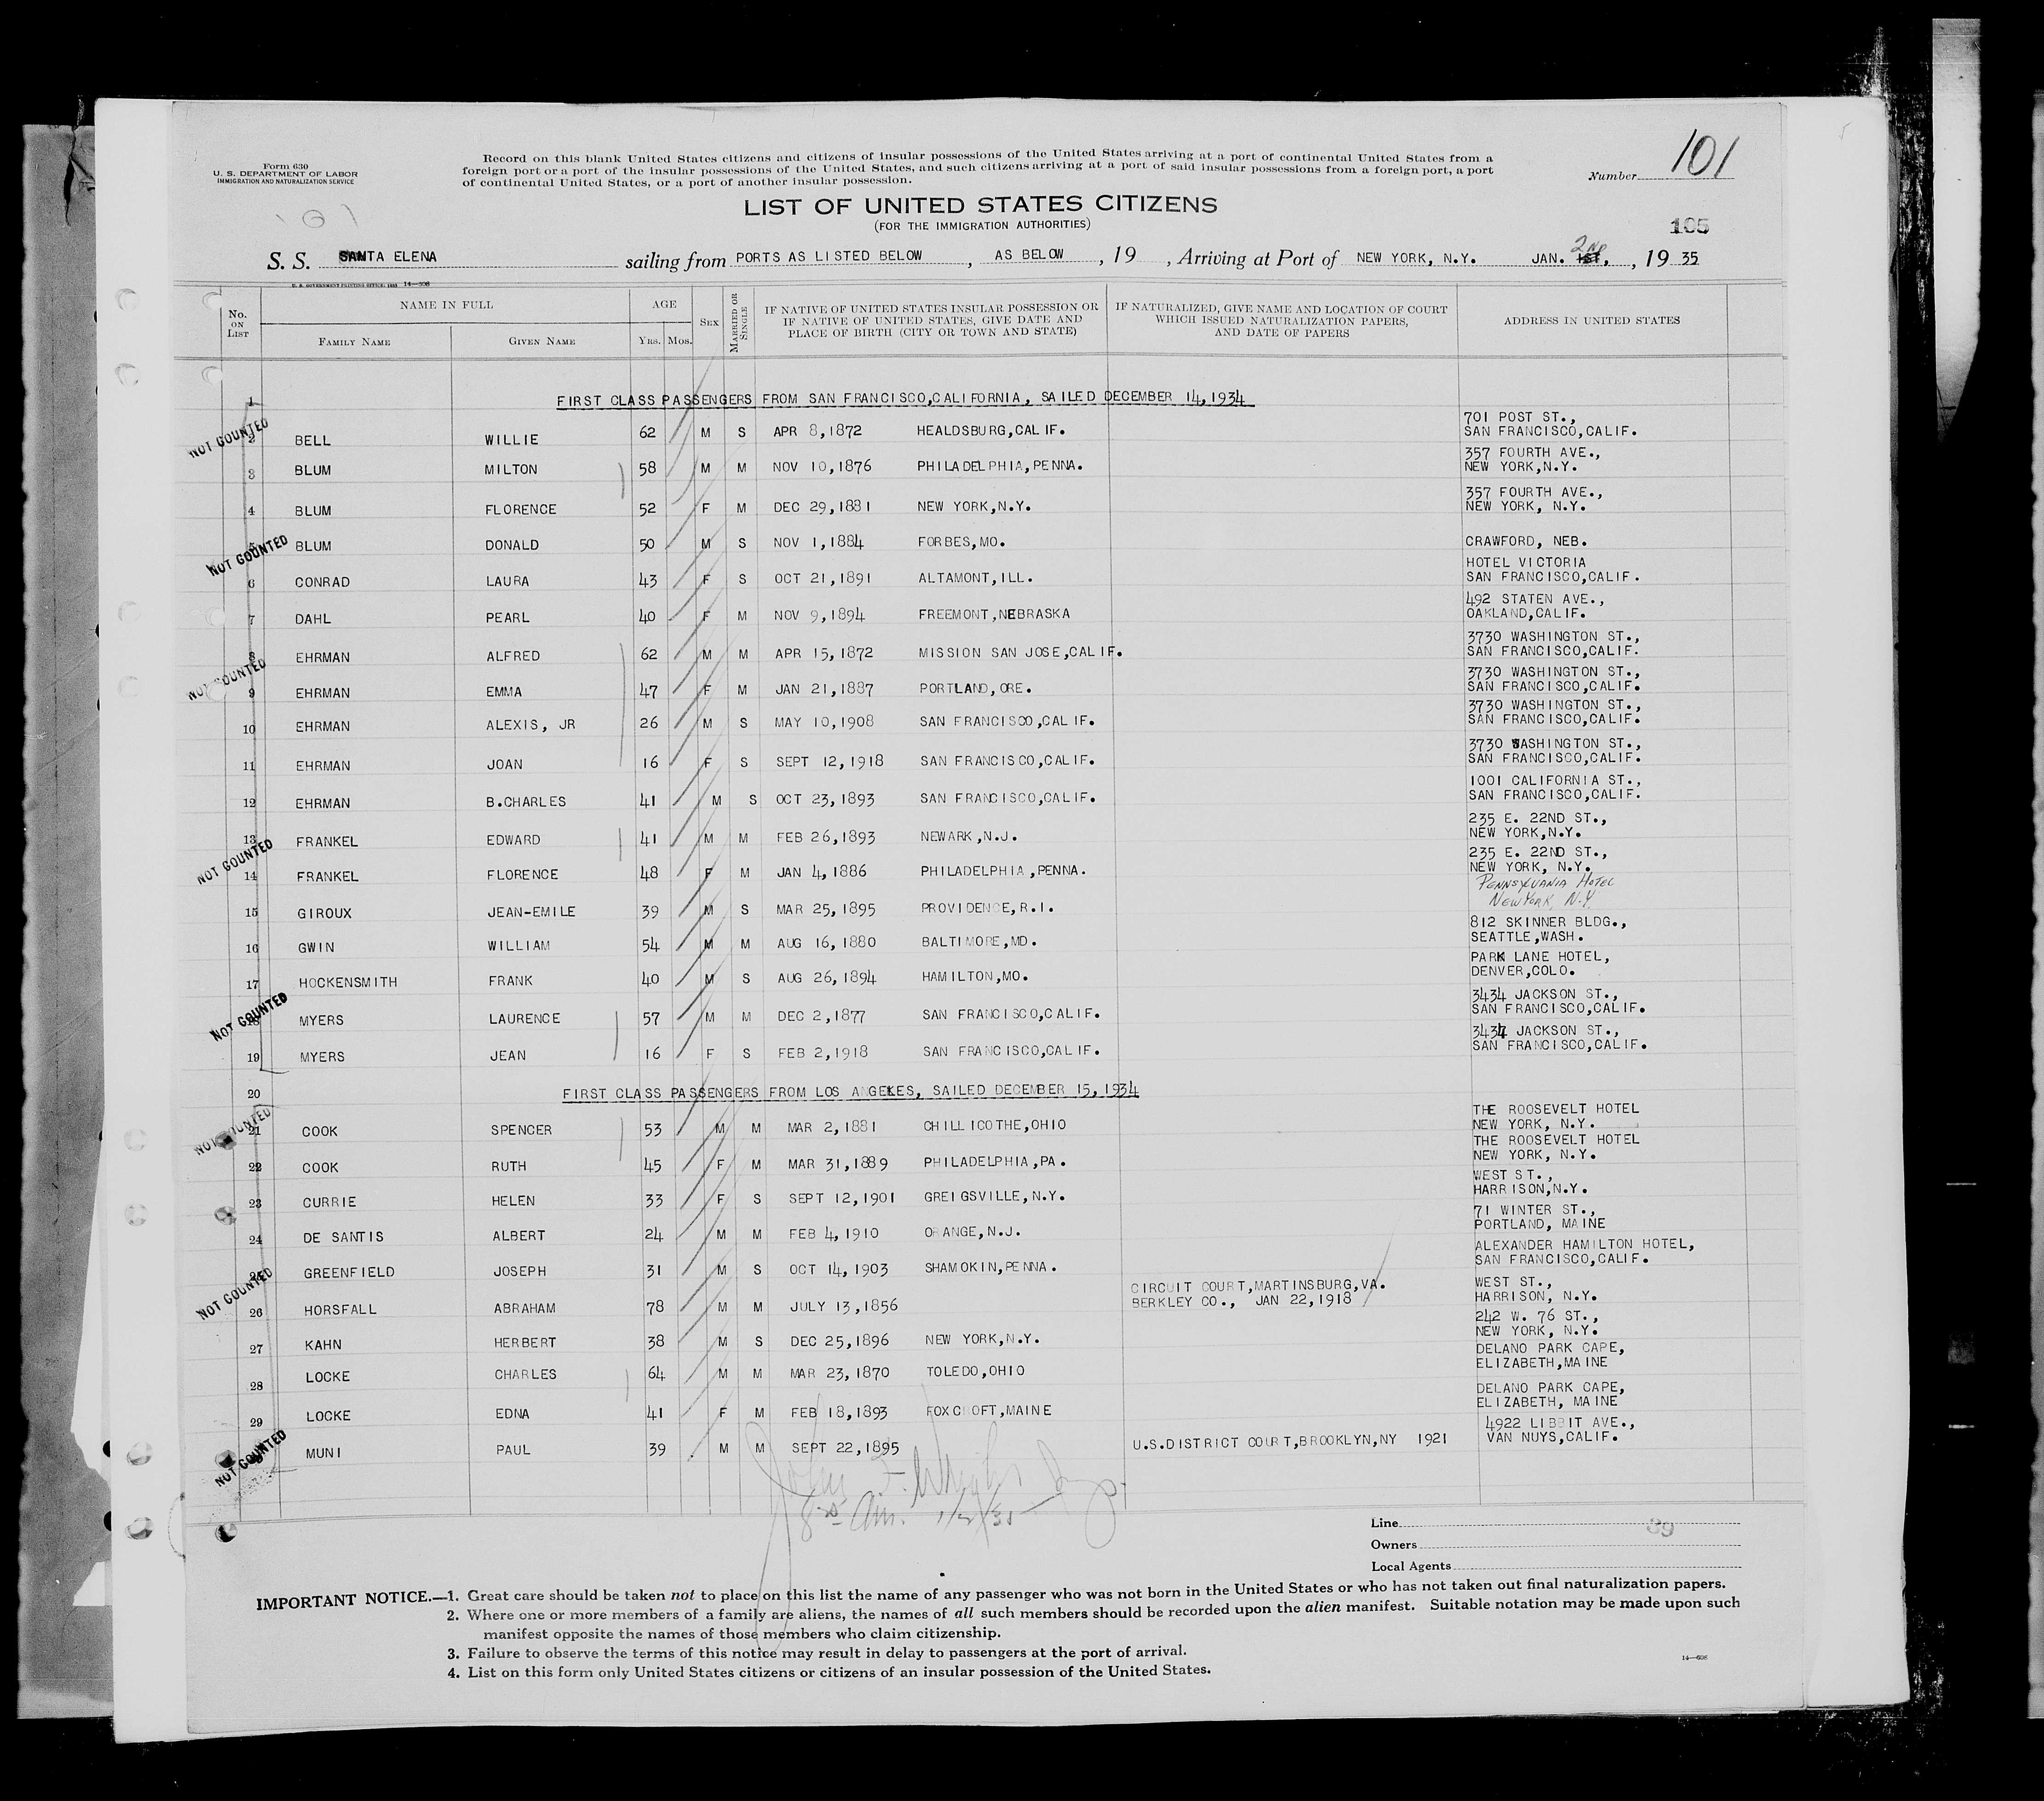 Form 630
U. S. DEPARTMENT OF LABOR
IMMIGRATION AND NATURALIZATION SERVICE
Record on this blank United States citizens and citizens of insular possessions of the United States arriving at a port of continental United States from a
foreign port or a port of the insular possessions of the United States, and such citizens arriving at a port of said insular possessions from a foreign port, a port
of continental United States, or a port of another insular possession.
Number 101
LIST OF UNITED STATES CITIZENS
(FOR THE IMMIGRATION AUTHORITIES)
105
S. S. SANTA ELENA sailing from PORTS AS LISTED BELOW, AS BELOW, 19 , Arriving at Port of NEW YORK, N.Y. JAN. 2ND, 19 35
U. S. GOVERNMENT PRINTING OFFICE: 1933 14—608
No. ON LIST NAME IN FULL FAMILY NAME GIVEN NAME AGE YRS. MOS. SEX MARRIED OR SINGLE IF NATIVE OF UNITED STATES INSULAR POSSESSION OR IF NATIVE OF UNITED STATES, GIVE DATE AND PLACE OF BIRTH (CITY OR TOWN AND STATE) IF NATURALIZED, GIVE NAME AND LOCATION OF COURT WHICH ISSUED NATURALIZATION PAPERS, AND DATE OF PAPERS ADDRESS IN UNITED STATES
1 FIRST CLASS PASSENGERS FROM SAN FRANCISCO,CALIFORNIA, SAILED DECEMBER 14,1934
NOT COUNTED
2 BELL WILLIE 62 M S APR 8,1872 HEALDSBURG,CALIF. 701 POST ST., SAN FRANCISCO,CALIF.
3 BLUM MILTON 58 M M NOV 10,1876 PHILADELPHIA,PENNA. 357 FOURTH AVE., NEW YORK,N.Y.
4 BLUM FLORENCE 52 F M DEC 29,1881 NEW YORK,N.Y. 357 FOURTH AVE., NEW YORK, N.Y.
NOT COUNTED
5 BLUM DONALD 50 M S NOV 1,1884 FORBES,MO. CRAWFORD, NEB.
6 CONRAD LAURA 43 F S OCT 21,1891 ALTAMONT,ILL. HOTEL VICTORIA SAN FRANCISCO,CALIF.
7 DAHL PEARL 40 F M NOV 9,1894 FREEMONT,NEBRASKA 492 STATEN AVE., OAKLAND,CALIF.
8 EHRMAN ALFRED 62 M M APR 15,1872 MISSION SAN JOSE,CALIF. 3730 WASHINGTON ST., SAN FRANCISCO,CALIF.
NOT COUNTED
9 EHRMAN EMMA 47 F M JAN 21,1887 PORTLAND,ORE. 3730 WASHINGTON ST., SAN FRANCISCO,CALIF.
10 EHRMAN ALEXIS, JR 26 M S MAY 10,1908 SAN FRANCISCO,CALIF. 3730 WASHINGTON ST., SAN FRANCISCO,CALIF.
11 EHRMAN JOAN 16 F S SEPT 12,1918 SAN FRANCISCO,CALIF. 3730 WASHINGTON ST., SAN FRANCISCO,CALIF.
12 EHRMAN B.CHARLES 41 M S OCT 23,1893 SAN FRANCISCO,CALIF. 1001 CALIFORNIA ST., SAN FRANCISCO,CALIF.
13 FRANKEL EDWARD 41 M M FEB 26,1893 NEWARK,N.J. 235 E. 22ND ST., NEW YORK,N.Y.
NOT COUNTED
14 FRANKEL FLORENCE 48 F M JAN 4,1886 PHILADELPHIA,PENNA. 235 E. 22ND ST., NEW YORK, N.Y.
15 GIROUX JEAN-EMILE 39 M S MAR 25,1895 PROVIDENCE,R.I. PENNSYLVANIA HOTEL NEW YORK, N.Y.
16 GWIN WILLIAM 54 M M AUG 16,1880 BALTIMORE,MD. 812 SKINNER BLDG., SEATTLE,WASH.
17 HOCKENSMITH FRANK 40 M S AUG 26,1894 HAMILTON,MO. PARK LANE HOTEL, DENVER,COLO.
NOT COUNTED
18 MYERS LAURENCE 57 M M DEC 2,1877 SAN FRANCISCO,CALIF. 3434 JACKSON ST., SAN FRANCISCO,CALIF.
19 MYERS JEAN 16 F S FEB 2,1918 SAN FRANCISCO,CALIF. 3434 JACKSON ST., SAN FRANCISCO,CALIF.
20 FIRST CLASS PASSENGERS FROM LOS ANGELES, SAILED DECEMBER 15,1934
NOT COUNTED
21 COOK SPENCER 53 M M MAR 2,1881 CHILLICOTHE,OHIO THE ROOSEVELT HOTEL NEW YORK, N.Y.
22 COOK RUTH 45 F M MAR 31,1889 PHILADELPHIA,PA. THE ROOSEVELT HOTEL NEW YORK, N.Y.
23 CURRIE HELEN 33 F S SEPT 12,1901 GREIGSVILLE,N.Y. WEST ST., HARRISON,N.Y.
24 DE SANTIS ALBERT 24 M M FEB 4,1910 ORANGE,N.J. 71 WINTER ST., PORTLAND, MAINE
25 GREENFIELD JOSEPH 31 M S OCT 14,1903 SHAMOKIN,PENNA. ALEXANDER HAMILTON HOTEL, SAN FRANCISCO,CALIF.
NOT COUNTED
26 HORSFALL ABRAHAM 78 M M JULY 13,1856 CIRCUIT COURT,MARTINSBURG,VA. BERKLEY CO., JAN 22,1918 WEST ST., HARRISON, N.Y.
27 KAHN HERBERT 38 M S DEC 25,1896 NEW YORK,N.Y. 242 W. 76 ST., NEW YORK, N.Y.
28 LOCKE CHARLES 64 M M MAR 23,1870 TOLEDO,OHIO DELANO PARK CAPE, ELIZABETH,MAINE
29 LOCKE EDNA 41 F M FEB 18,1893 FOXCROFT,MAINE DELANO PARK CAPE, ELIZABETH, MAINE
NOT COUNTED
MUNI PAUL 39 M M SEPT 22,1895 U.S.DISTRICT COURT,BROOKLYN,NY 1921 4922 LIBBIT AVE., VAN NUYS,CALIF.
Line 39
Owners
Local Agents
IMPORTANT NOTICE.—1. Great care should be taken not to place on this list the name of any passenger who was not born in the United States or who has not taken out final naturalization papers.
2. Where one or more members of a family are aliens, the names of all such members should be recorded upon the alien manifest. Suitable notation may be made upon such
manifest opposite the names of those members who claim citizenship.
3. Failure to observe the terms of this notice may result in delay to passengers at the port of arrival.
4. List on this form only United States citizens or citizens of an insular possession of the United States.
14—608